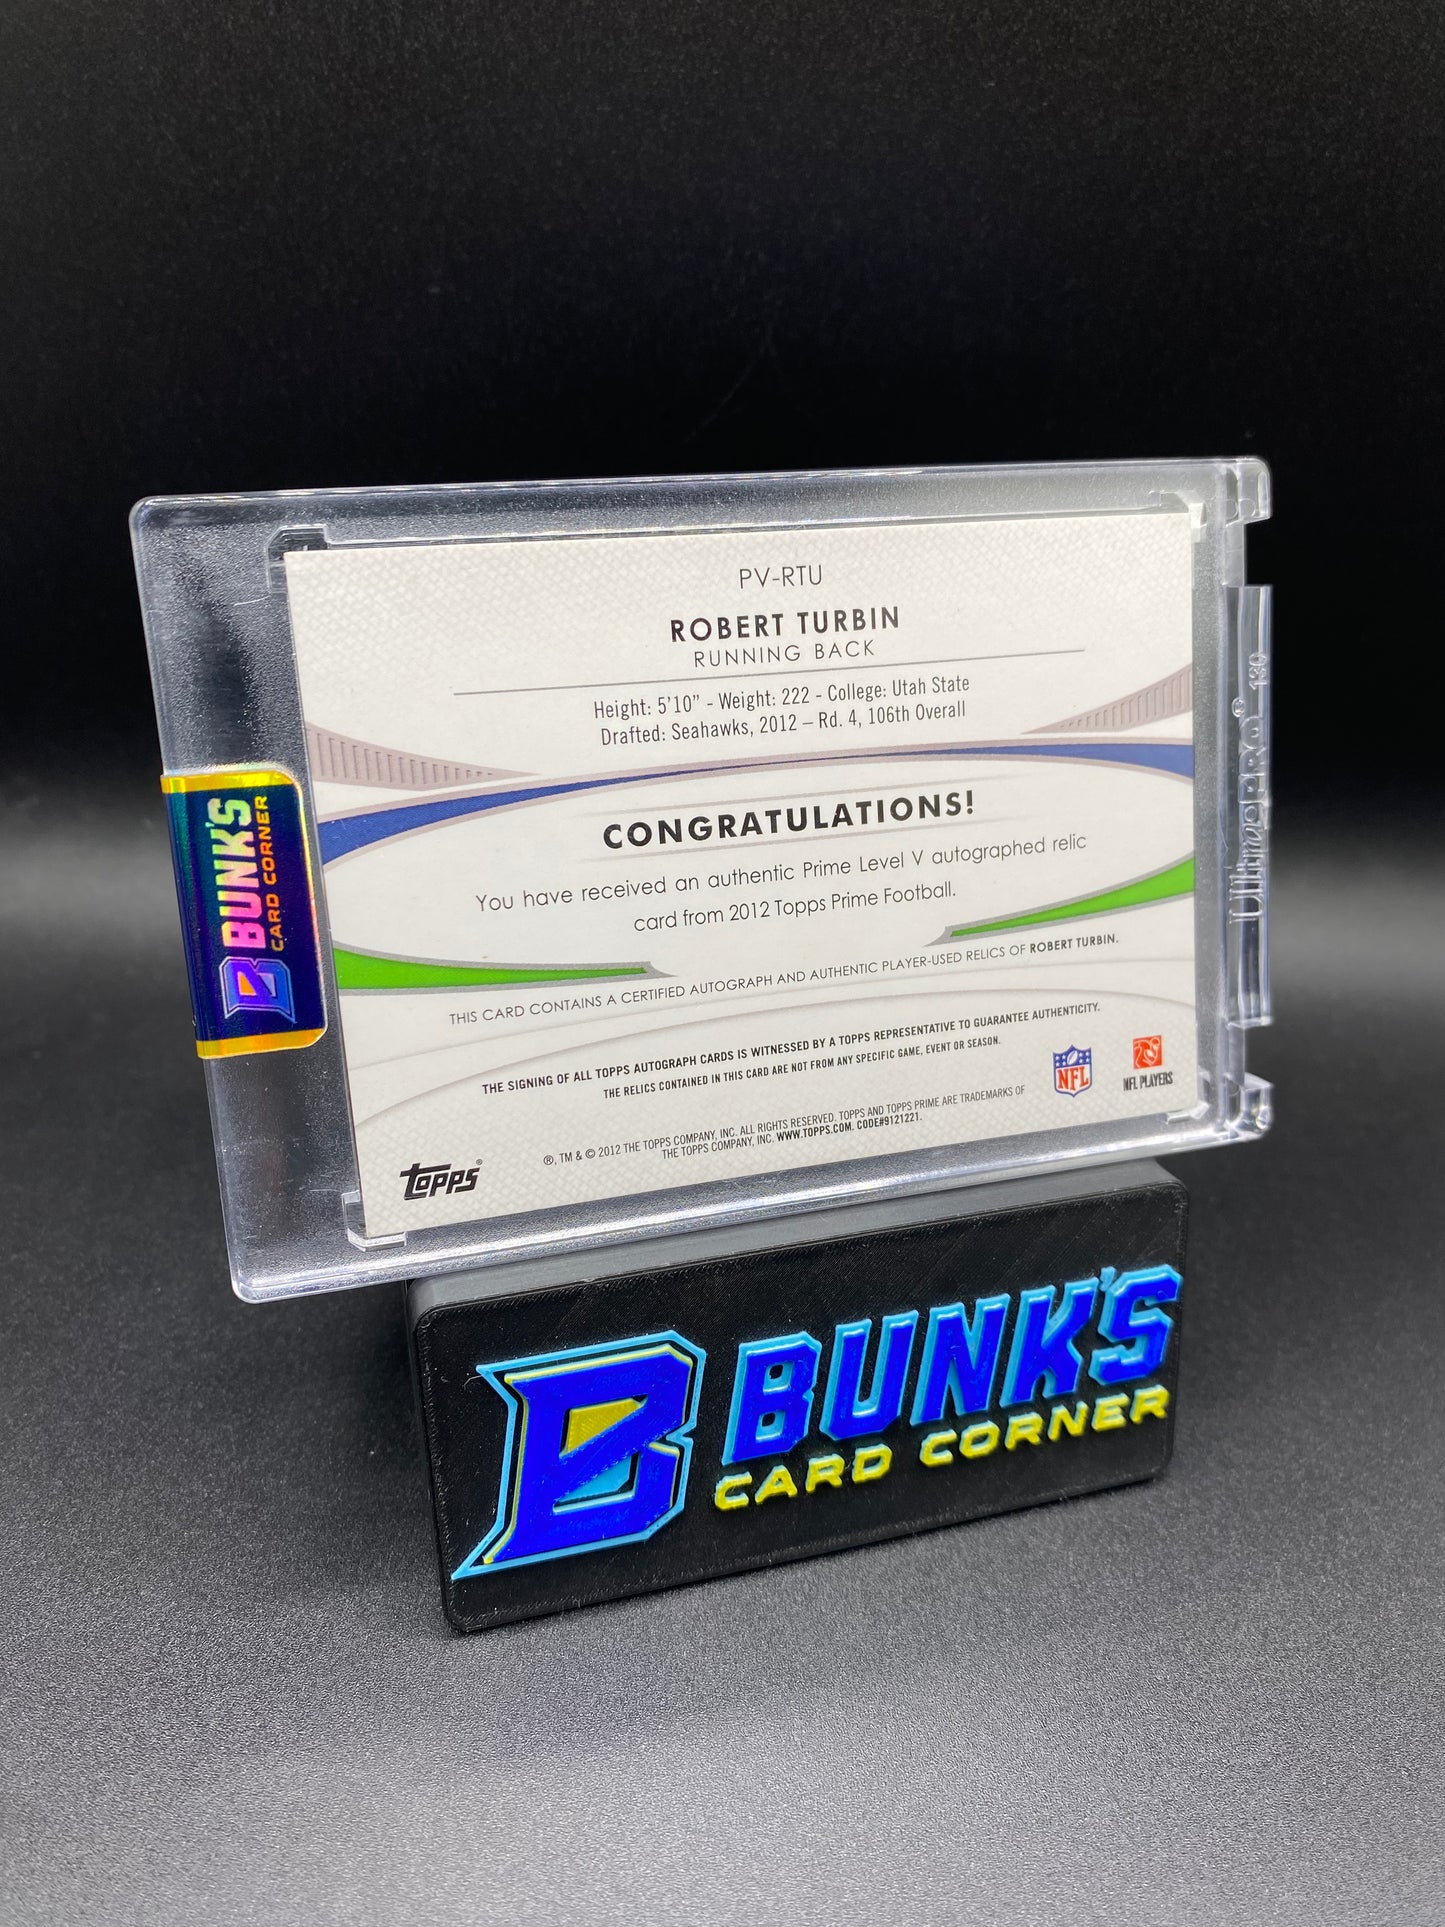 PV-RTU
ROBERT TURBIN
RUNNING BACK
Height: 5'10" - Weight: 222 - College: Utah State
Drafted: Seahawks, 2012 – Rd. 4, 106th Overall
CONGRATULATIONS!
You have received an authentic Prime Level V autographed relic
card from 2012 Topps Prime Football.
THIS CARD CONTAINS A CERTIFIED AUTOGRAPH AND AUTHENTIC PLAYER-USED RELICS OF ROBERT TURBIN.
THE SIGNING OF ALL TOPPS AUTOGRAPH CARDS IS WITNESSED BY A TOPPS REPRESENTATIVE TO GUARANTEE AUTHENTICITY.
THE RELICS CONTAINED IN THIS CARD ARE NOT FROM ANY SPECIFIC GAME, EVENT OR SEASON.
®, TM & © 2012 THE TOPPS COMPANY, INC. ALL RIGHTS RESERVED. TOPPS AND TOPPS PRIME ARE TRADEMARKS OF
THE TOPPS COMPANY, INC. WWW.TOPPS.COM. CODE#9121221.
TOPPS®
NFL
NFL PLAYERS
B BUNK'S
CARD CORNER
Ultra PRO® 130
B BUNK'S
CARD CORNER